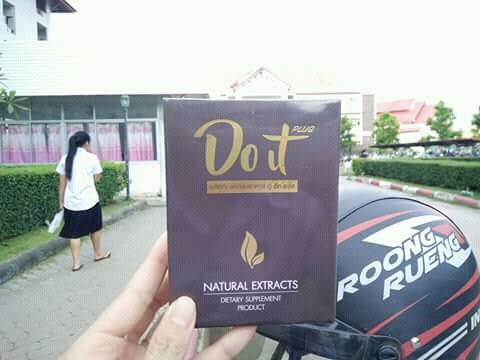 Do it
PLUS
ผลิตภัณฑ์เสริมอาหาร ดู อิท พลัส
NATURAL EXTRACTS
DIETARY SUPPLEMENT
PRODUCT
ROONG
RUENG